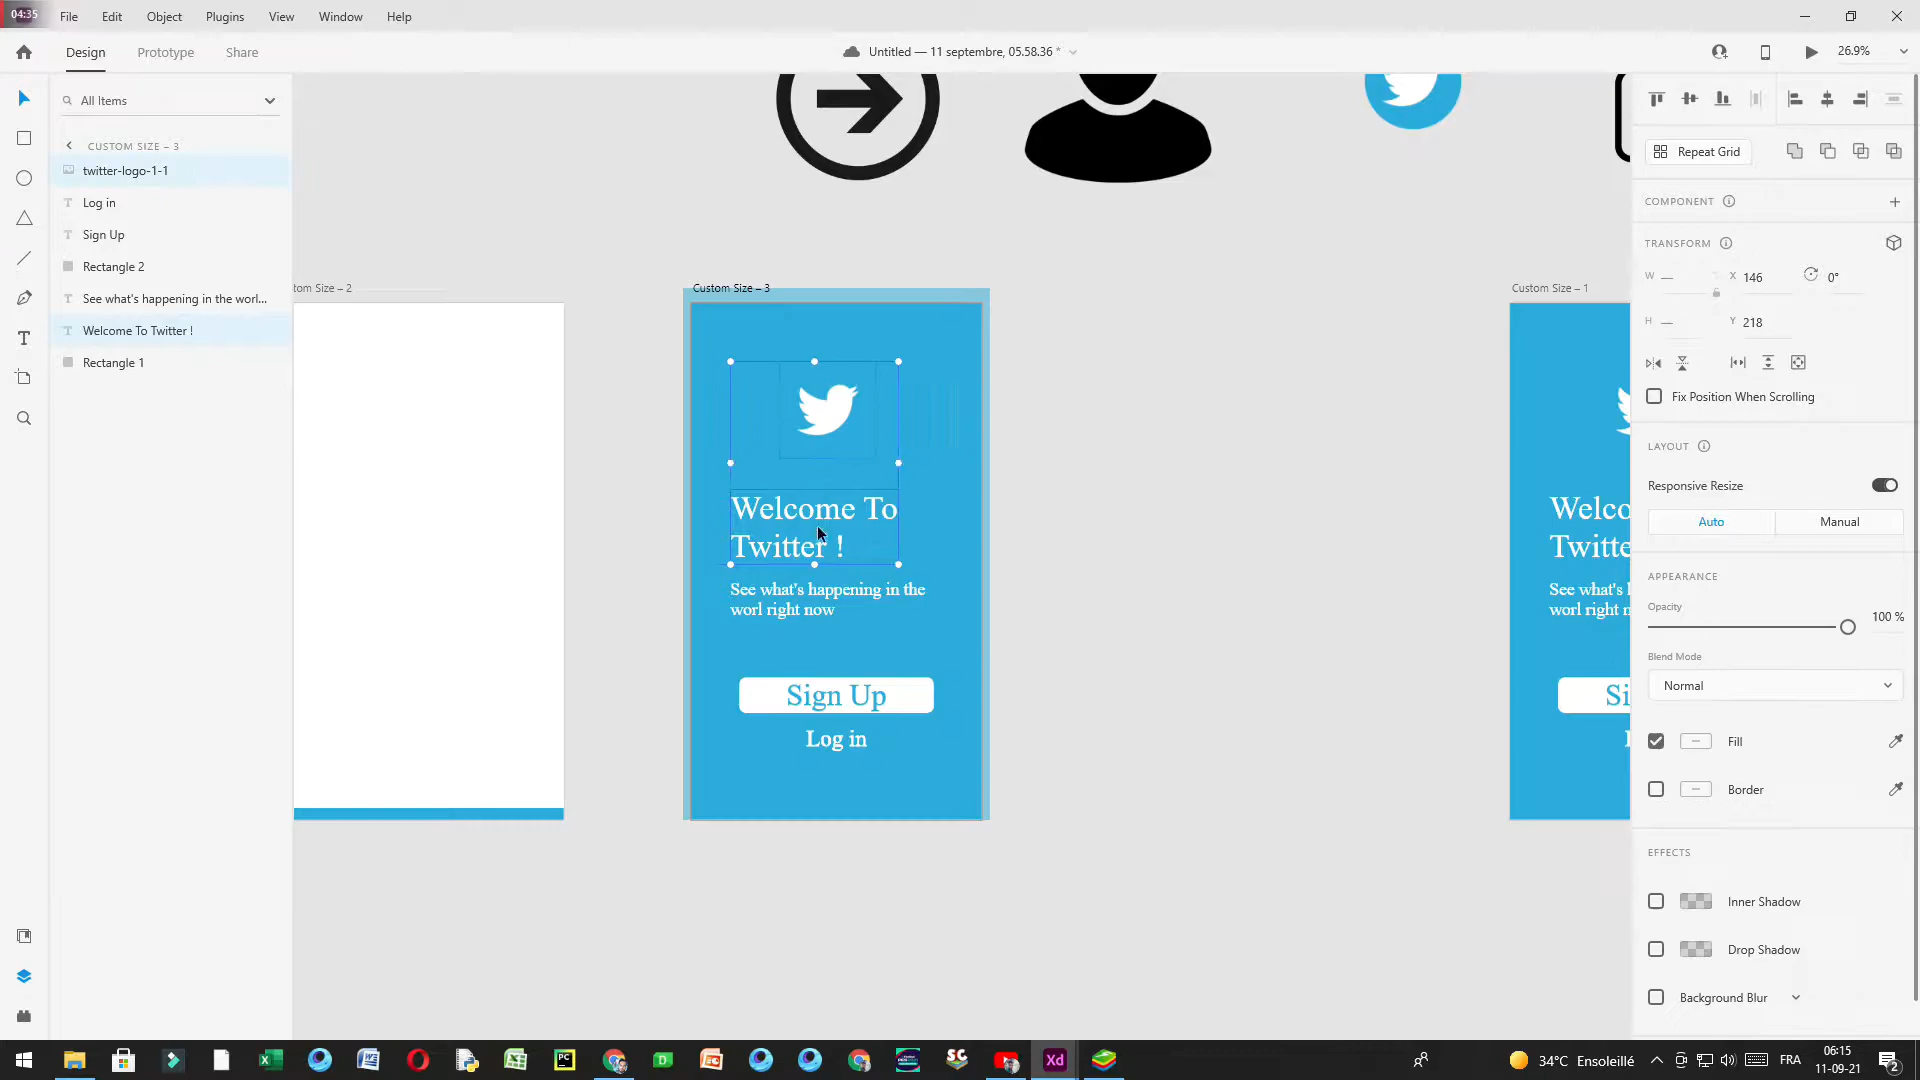 04:35
File Edit Object Plugins View Window Help
Design Prototype Share
Untitled — 11 septembre, 05.58.36 *
26.9%
All Items
CUSTOM SIZE – 3
twitter-logo-1-1
Log in
Sign Up
Rectangle 2
See what's happening in the worl...
Welcome To Twitter !
Rectangle 1
tom Size – 2
Custom Size – 3
Welcome To
Twitter !
See what's happening in the
worl right now
Sign Up
Log in
Custom Size – 1
Welco
Twitte
See what's
worl right n
Si
Repeat Grid
COMPONENT
TRANSFORM
W — X 146 0°
H — Y 218
Fix Position When Scrolling
LAYOUT
Responsive Resize
Auto Manual
APPEARANCE
Opacity
100 %
Blend Mode
Normal
Fill
Border
EFFECTS
Inner Shadow
Drop Shadow
Background Blur
Xd
34°C Ensoleillé
FRA
06:15
11-09-21
2